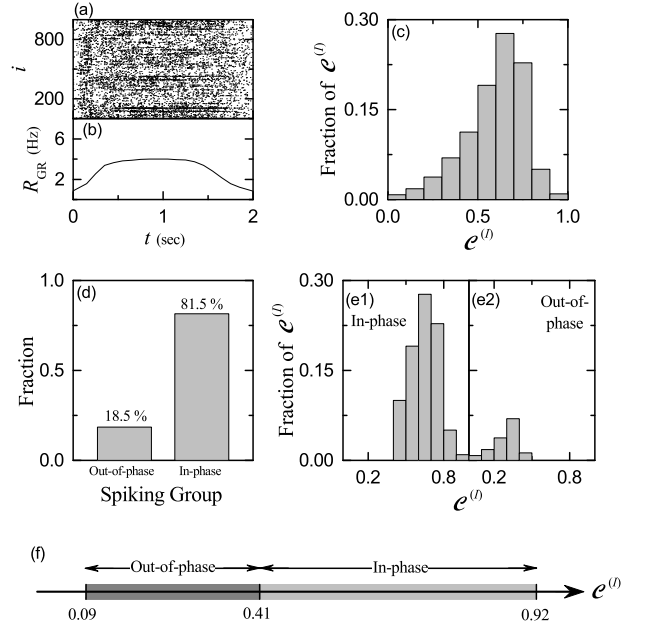 (a)
800
200
i
(b)
6
2
R_GR (Hz)
0 1 2
t (sec)
(c)
0.30
0.15
0.00
Fraction of 𝓒^(I)
0.0 0.5 1.0
𝓒^(I)
(d)
1.0
0.5
0.0
Fraction
18.5 %
81.5 %
Out-of-phase In-phase
Spiking Group
(e1)
In-phase
(e2)
Out-of-
phase
0.30
0.15
0.00
Fraction of 𝓒^(I)
0.2 0.8 0.2 0.8
𝓒^(I)
(f)
Out-of-phase In-phase
𝓒^(I)
0.09 0.41 0.92